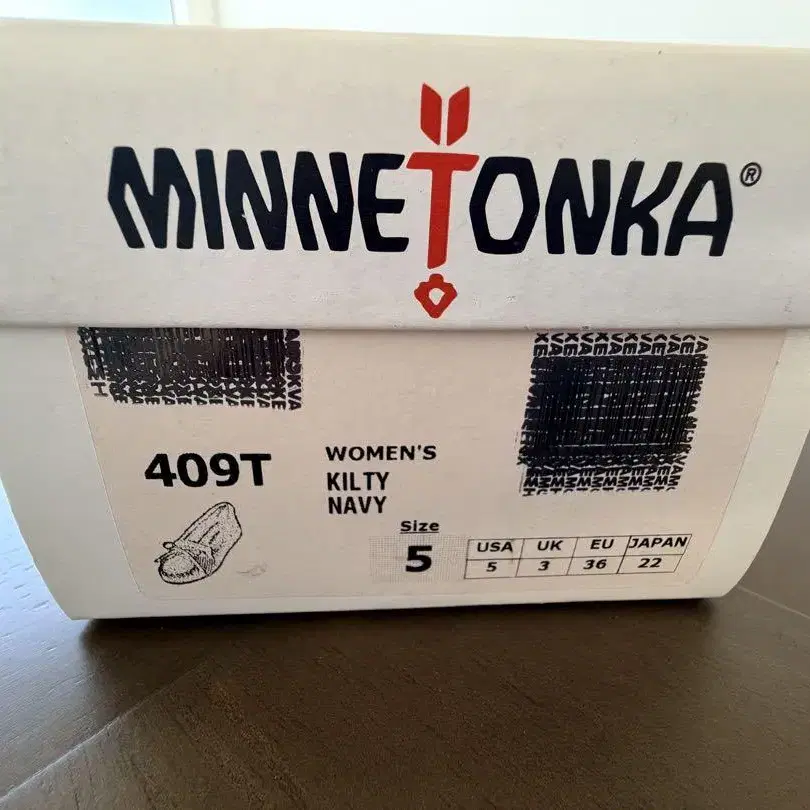 MINNETONKA®
409T
WOMEN'S
KILTY
NAVY
Size
5
USA UK EU JAPAN
5 3 36 22